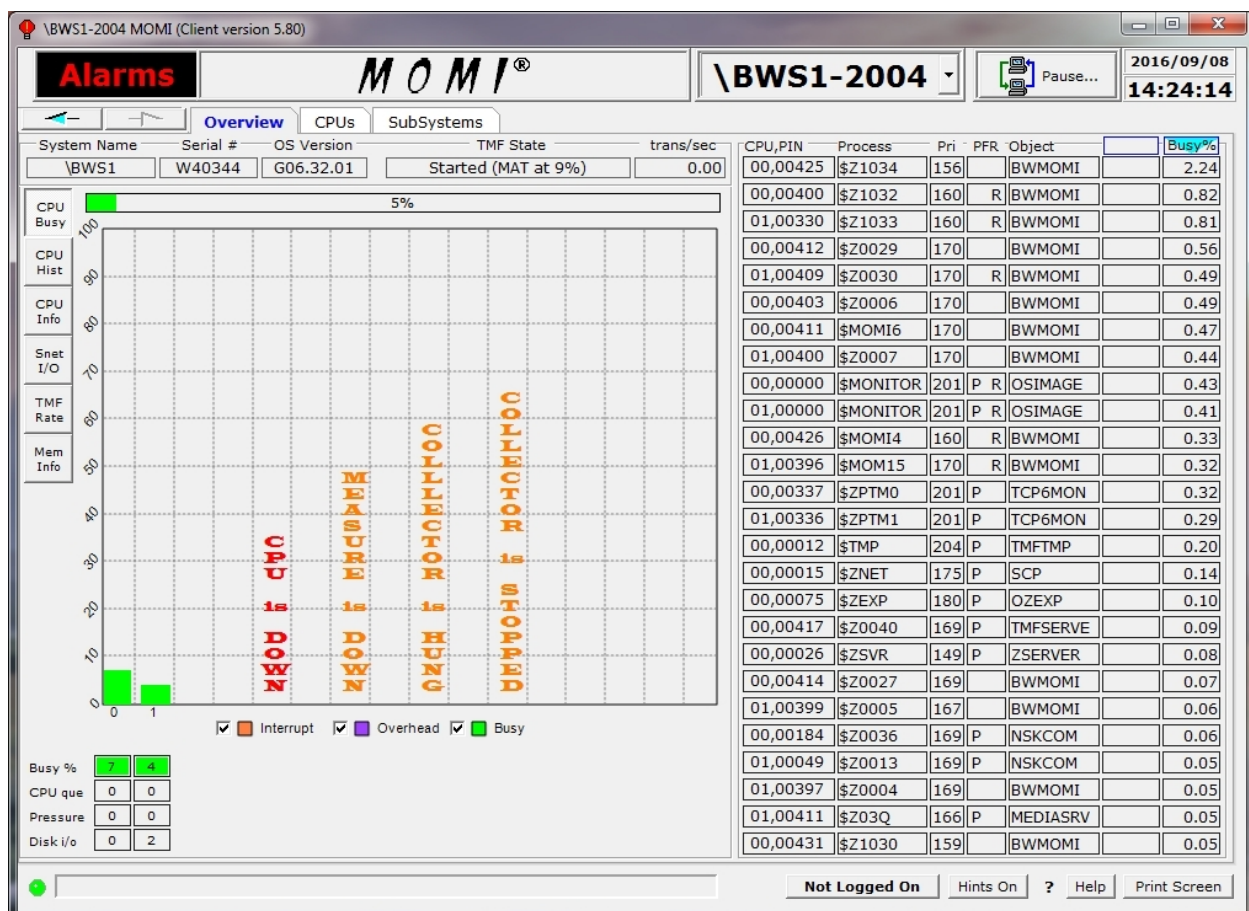 \BWS1-2004 MOMI (Client version 5.80)
Alarms
MOMI®
\BWS1-2004
Pause...
2016/09/08
14:24:14
Overview CPUs SubSystems
System Name Serial # OS Version TMF State trans/sec
\BWS1 W40344 G06.32.01 Started (MAT at 9%) 0.00
CPU Busy
CPU Hist
CPU Info
Snet I/O
TMF Rate
Mem Info
5%
100
90
80
70
60
50
40
30
20
10
0
0 1
CPU is DOWN
MEASURE is DOWN
COLLLECTOR is HUNG
COLLECTOR is STOPPED
Interrupt Overhead Busy
Busy % 7 4
CPU que 0 0
Pressure 0 0
Disk i/o 0 2
CPU,PIN Process Pri PFR Object Busy%
00,00425 $Z1034 156 BWMOMI 2.24
00,00400 $Z1032 160 R BWMOMI 0.82
01,00330 $Z1033 160 R BWMOMI 0.81
00,00412 $Z0029 170 BWMOMI 0.56
01,00409 $Z0030 170 R BWMOMI 0.49
00,00403 $Z0006 170 BWMOMI 0.49
00,00411 $MOMI6 170 BWMOMI 0.47
01,00400 $Z0007 170 BWMOMI 0.44
00,00000 $MONITOR 201 P R OSIMAGE 0.43
01,00000 $MONITOR 201 P R OSIMAGE 0.41
00,00426 $MOMI4 160 R BWMOMI 0.33
01,00396 $MOM15 170 R BWMOMI 0.32
00,00337 $ZPTM0 201 P TCP6MON 0.32
01,00336 $ZPTM1 201 P TCP6MON 0.29
00,00012 $TMP 204 P TMFTMP 0.20
00,00015 $ZNET 175 P SCP 0.14
00,00075 $ZEXP 180 P OZEXP 0.10
00,00417 $Z0040 169 P TMFSERVE 0.09
00,00026 $ZSVR 149 P ZSERVER 0.08
00,00414 $Z0027 169 BWMOMI 0.07
01,00399 $Z0005 167 BWMOMI 0.06
00,00184 $Z0036 169 P NSKCOM 0.06
01,00049 $Z0013 169 P NSKCOM 0.05
01,00397 $Z0004 169 BWMOMI 0.05
01,00411 $Z03Q 166 P MEDIASRV 0.05
00,00431 $Z1030 159 BWMOMI 0.05
Not Logged On Hints On ? Help Print Screen